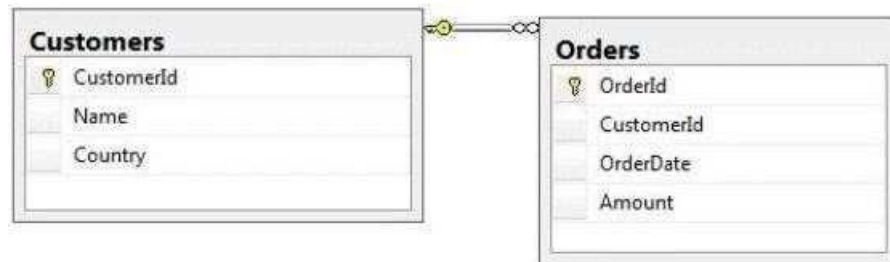 Customers
CustomerId
Name
Country
Orders
OrderId
CustomerId
OrderDate
Amount